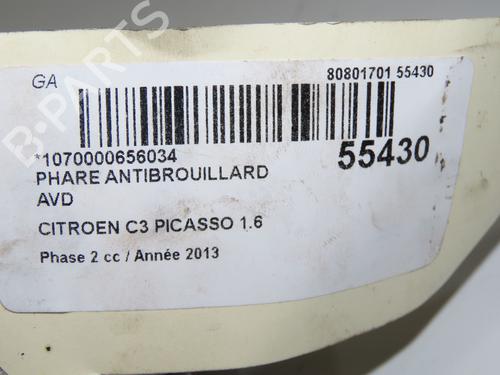 GA
80801701 55430
*1070000656034
55430
PHARE ANTIBROUILLARD
AVD
CITROEN C3 PICASSO 1.6
Phase 2 cc / Année 2013
B-PARTS